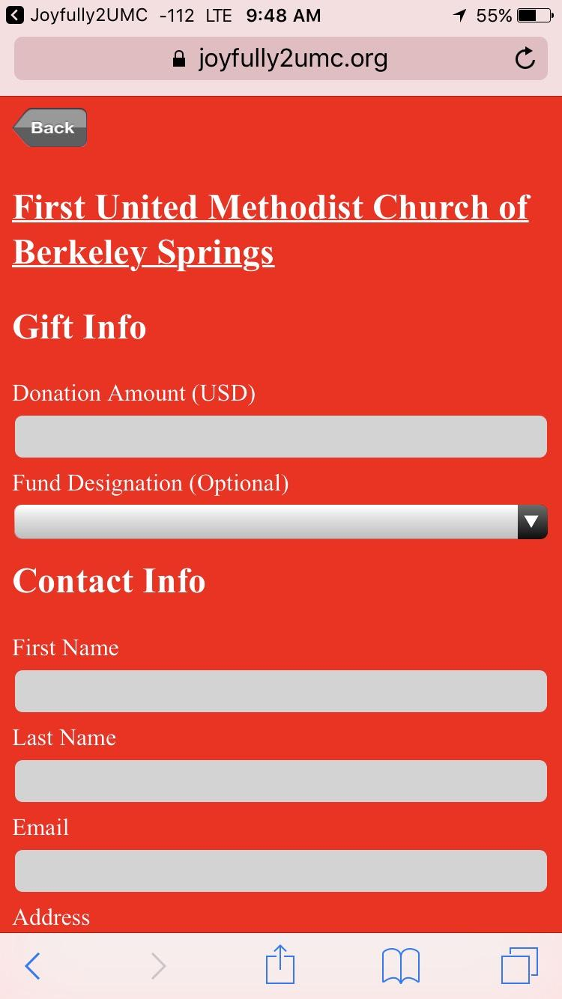 Joyfully2UMC -112 LTE 9:48 AM 55%
joyfully2umc.org
Back
First United Methodist Church of
Berkeley Springs
Gift Info
Donation Amount (USD)
Fund Designation (Optional)
Contact Info
First Name
Last Name
Email
Address